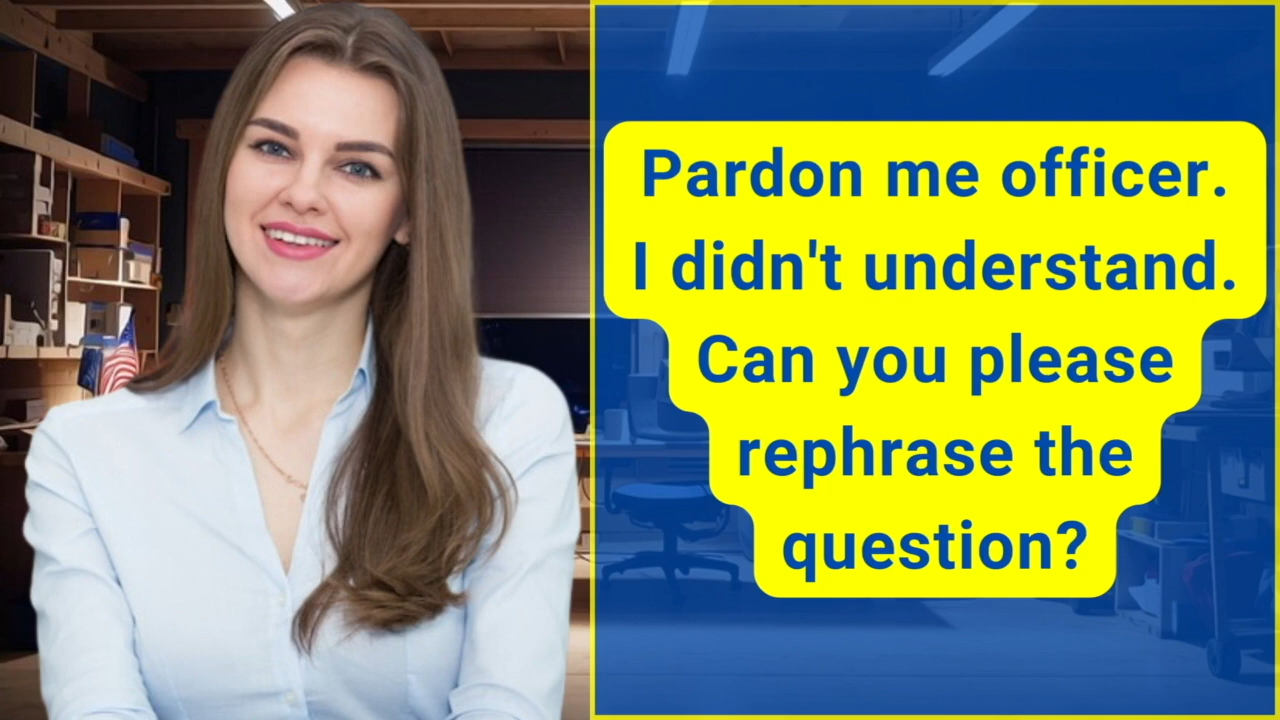 Pardon me officer.
I didn't understand.
Can you please
rephrase the
question?